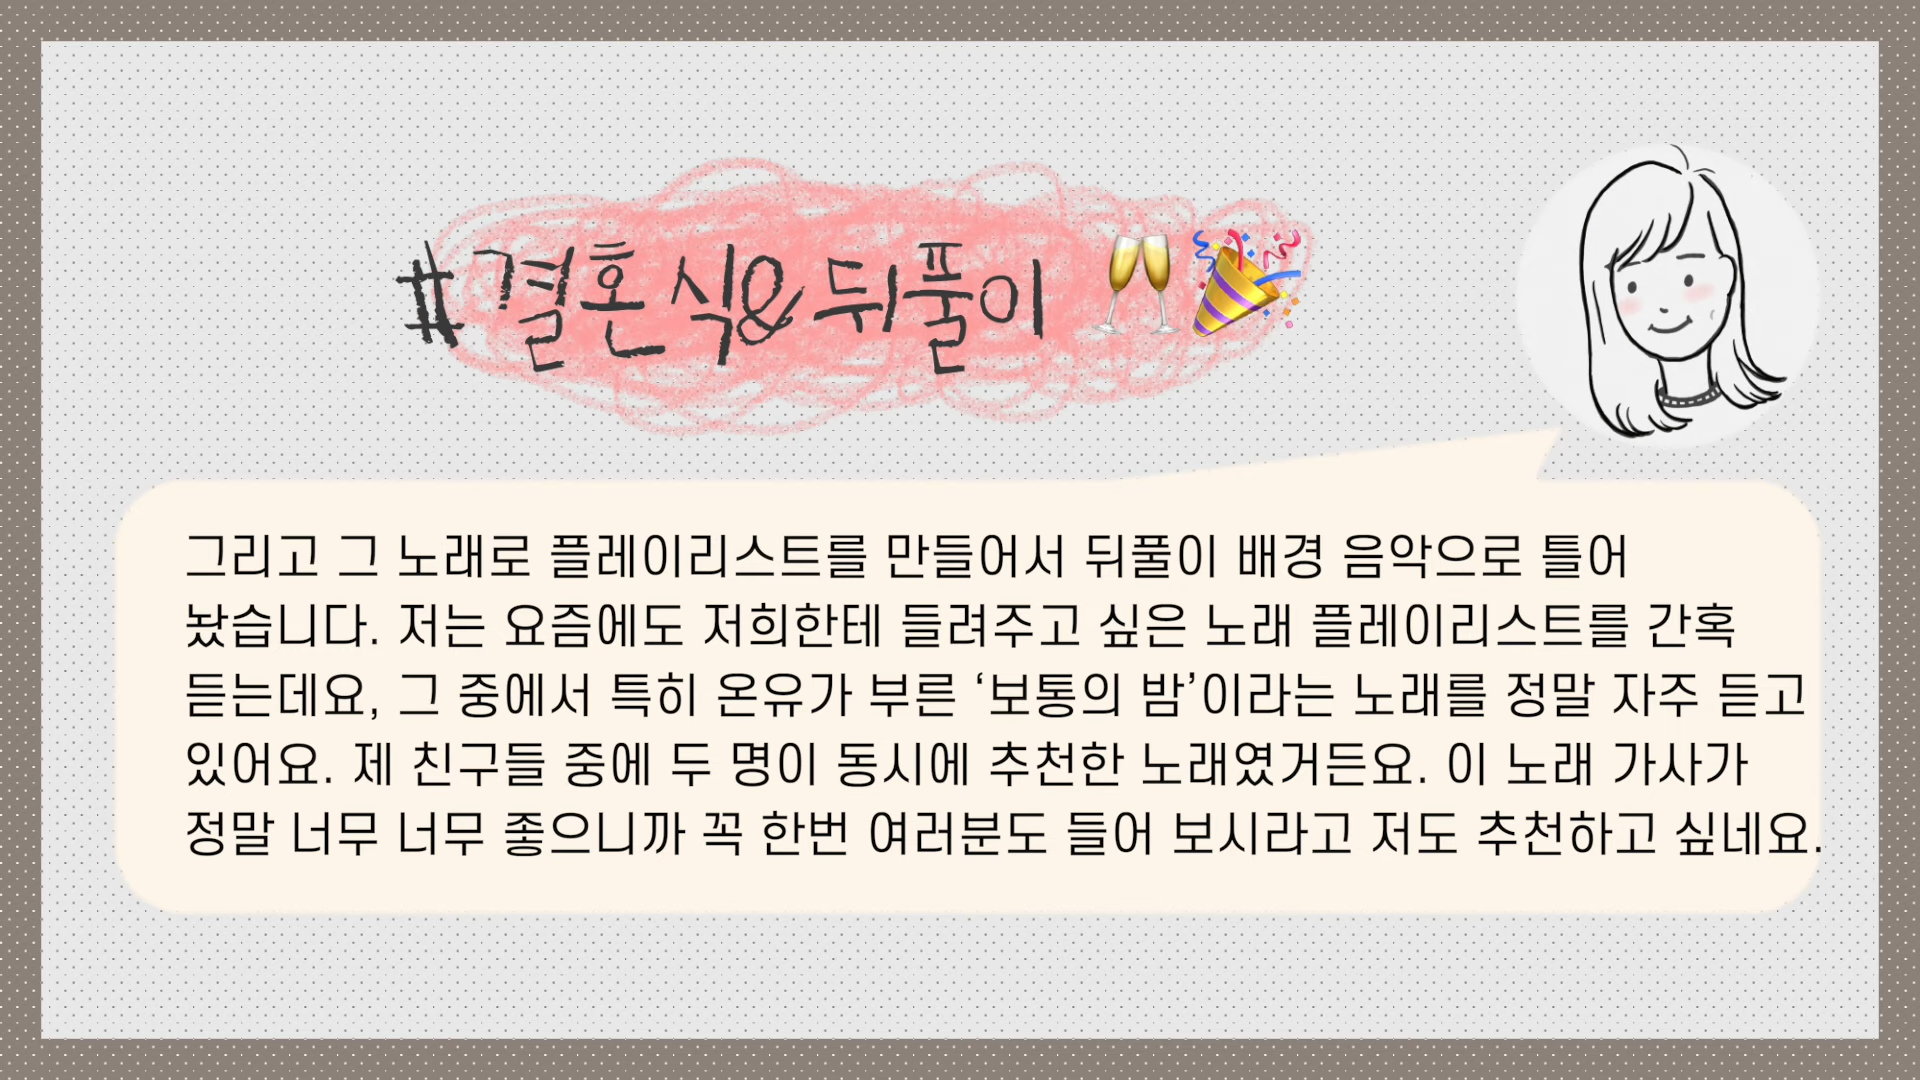 #결혼식&뒤풀이 🥂🎉
그리고 그 노래로 플레이리스트를 만들어서 뒤풀이 배경 음악으로 틀어
놨습니다. 저는 요즘에도 저희한테 들려주고 싶은 노래 플레이리스트를 간혹
듣는데요, 그 중에서 특히 온유가 부른 ‘보통의 밤’이라는 노래를 정말 자주 듣고
있어요. 제 친구들 중에 두 명이 동시에 추천한 노래였거든요. 이 노래 가사가
정말 너무 너무 좋으니까 꼭 한번 여러분도 들어 보시라고 저도 추천하고 싶네요.